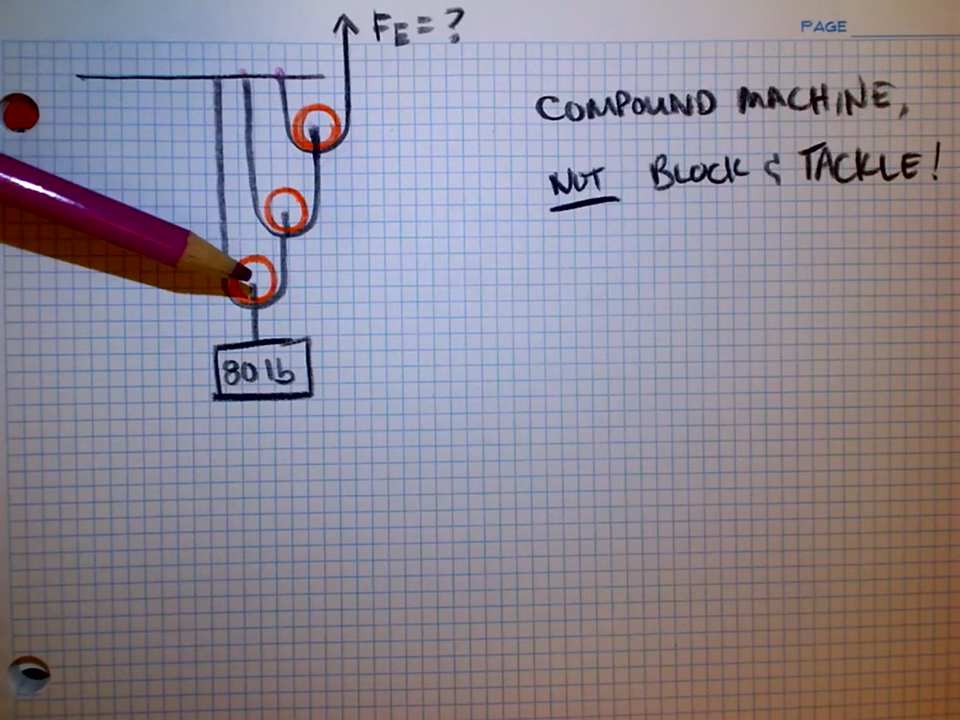 PAGE
FE = ?
COMPOUND MACHINE,
NOT BLOCK & TACKLE!
80 lb